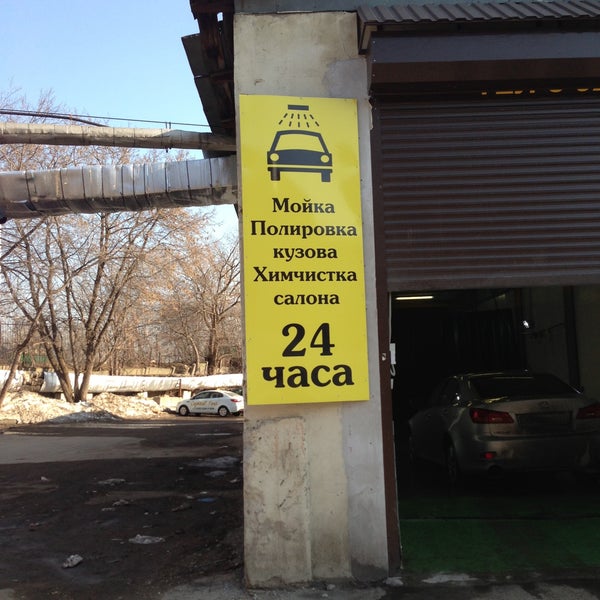 Мойка
Полировка
кузова
Химчистка
салона
24
часа